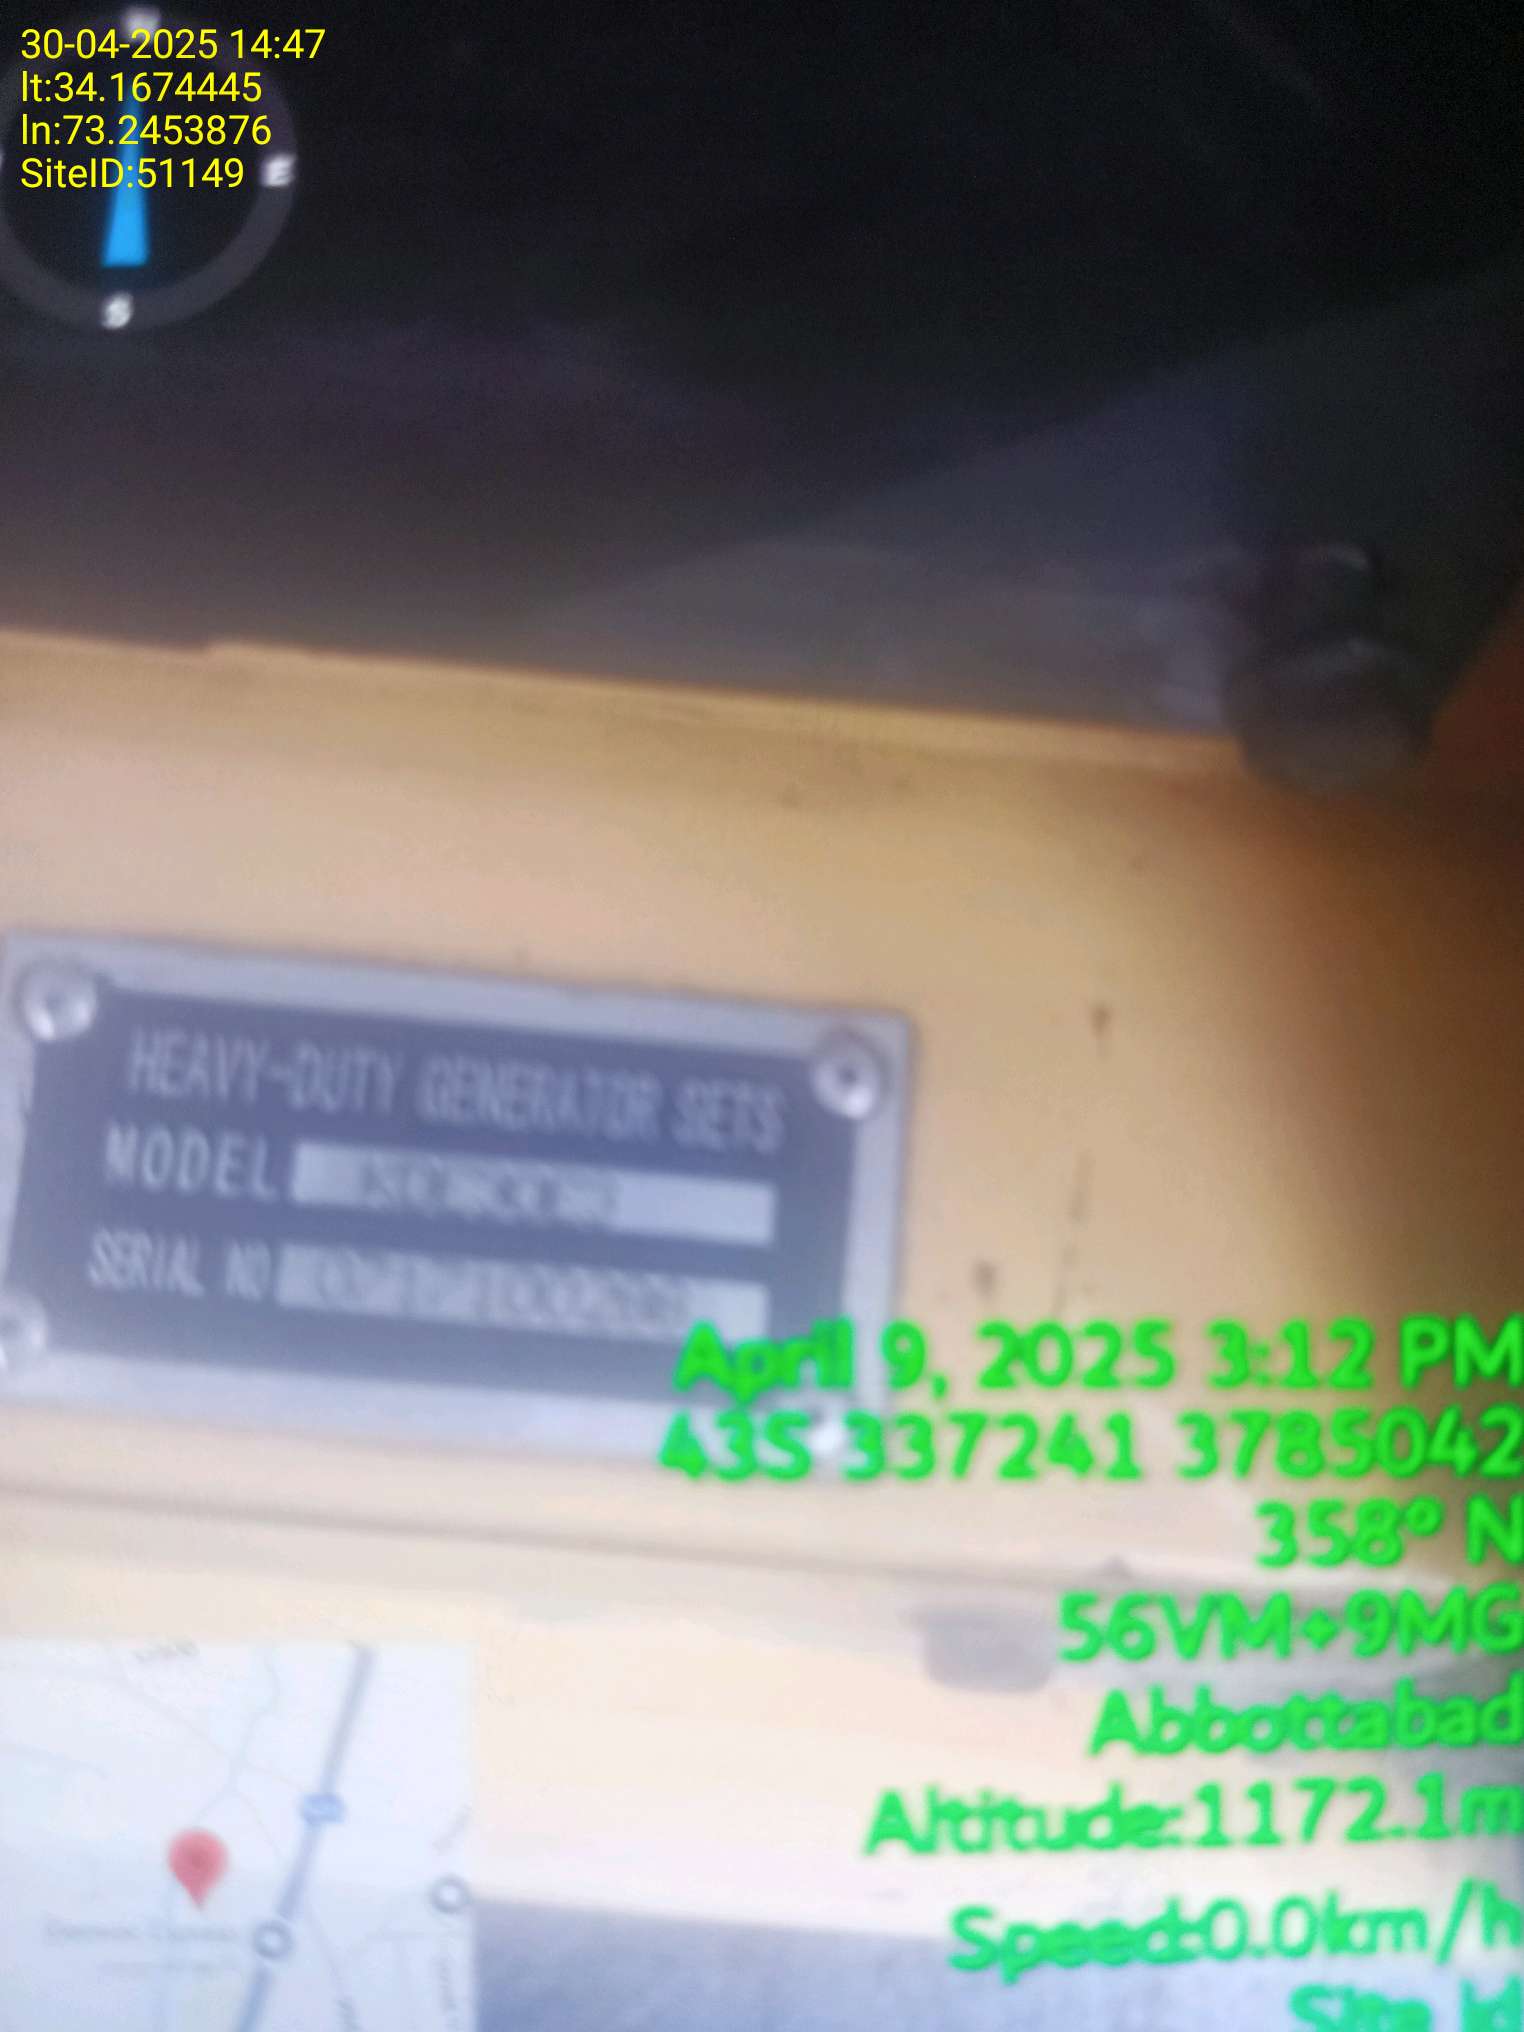 30-04-2025 14:47
lt:34.1674445
ln:73.2453876
SiteID:51149
N
E
S
HEAVY-DUTY GENERATOR SETS
MODEL
SERIAL NO
April 9, 2025 3:12 PM
43S 337241 3785042
358° N
56VM+9MG
Abbottabad
Altitude:1172.1m
Speed:0.0km/h
Site id